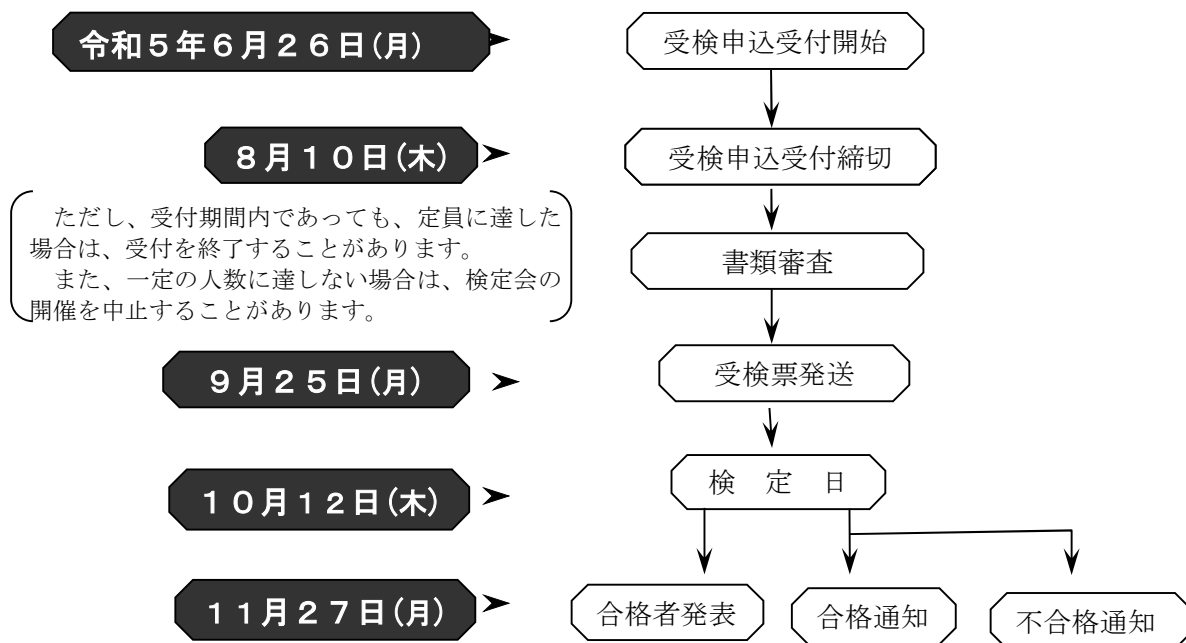 令和５年６月２６日(月)
受検申込受付開始
８月１０日(木)
受検申込受付締切
ただし、受付期間内であっても、定員に達した
場合は、受付を終了することがあります。
また、一定の人数に達しない場合は、検定会の
開催を中止することがあります。
書類審査
９月２５日(月)
受検票発送
１０月１２日(木)
検　定　日
１１月２７日(月)
合格者発表
合格通知
不合格通知